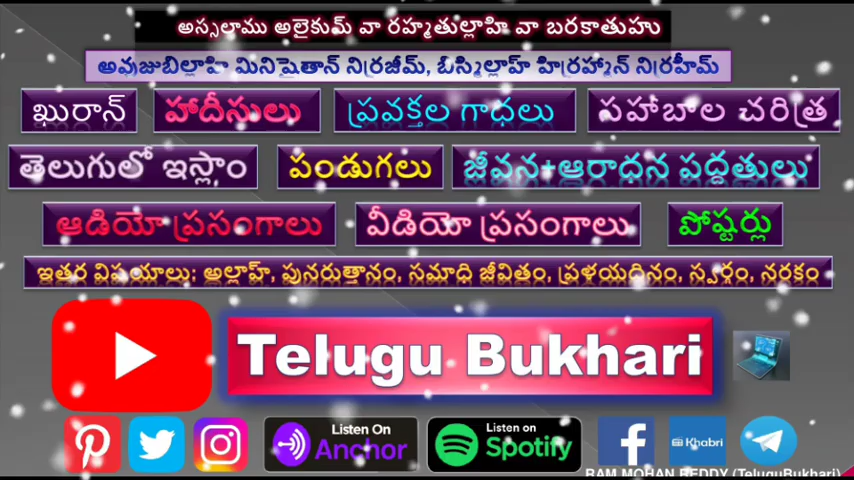 అస్సలాము అలైకుమ్ వా రహ్మతుల్లాహి వా బరకాతుహు
అవుజుబిల్లాహి మినిషైతాన్ నిర్రజీమ్, బిస్మిల్లాహ్ హిర్రహ్మాన్ నిర్రహీమ్
ఖురాన్ హాదీసులు ప్రవక్తల గాధలు సహాబాల చరిత్ర
తెలుగులో ఇస్లాం పండుగలు జీవన+ఆరాధన పద్దతులు
ఆడియో ప్రసంగాలు వీడియో ప్రసంగాలు పోష్టర్లు
ఇతర విషయాలు: అల్లాహ్, పునరుత్తానం, సమాధి జీవితం, ప్రళయదినం, స్వర్గం, నరకం
Telugu Bukhari
Listen On Anchor
Listen on Spotify
Khabri
RAM MOHAN REDDY (TeluguBukhari)